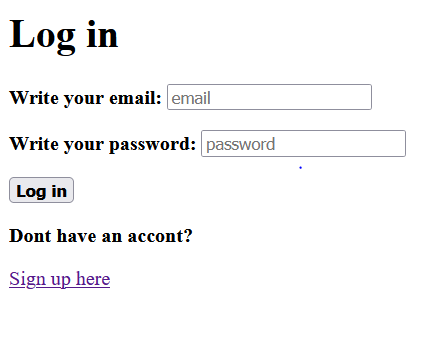 Log in
Write your email: email
Write your password: password
Log in
Dont have an accont?
Sign up here